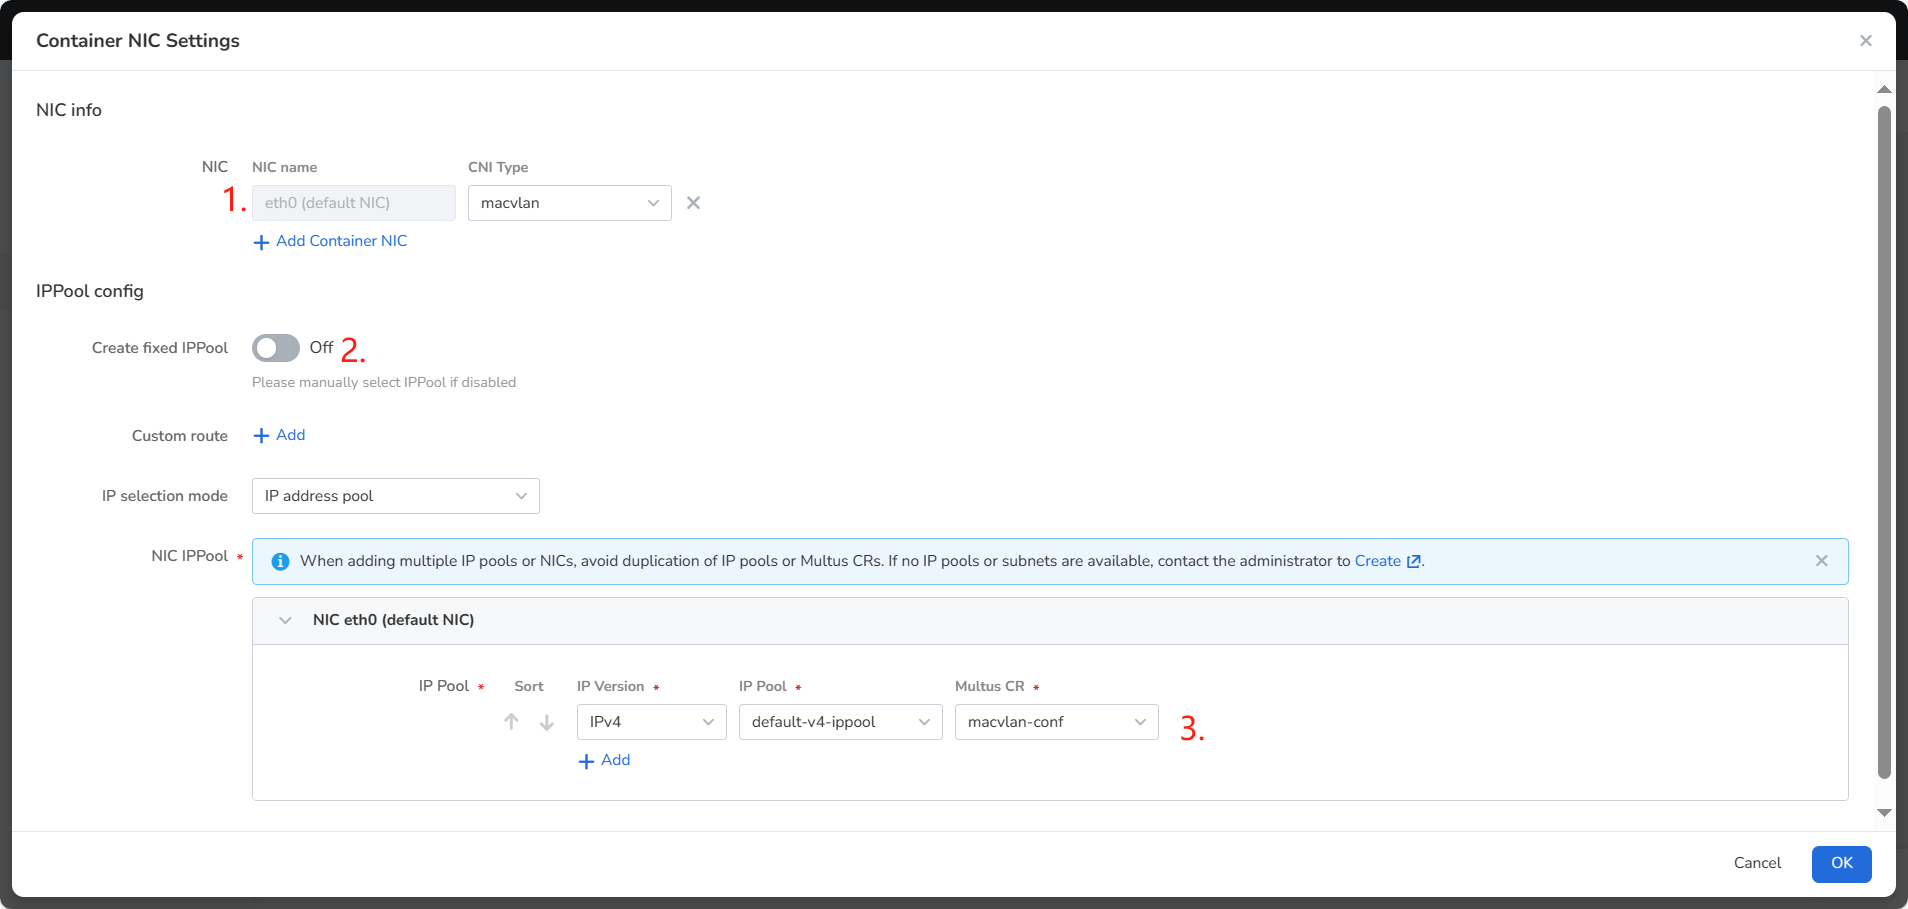 Container NIC Settings
NIC info
NIC NIC name CNI Type
1. eth0 (default NIC) macvlan
Add Container NIC
IPPool config
Create fixed IPPool Off 2.
Please manually select IPPool if disabled
Custom route Add
IP selection mode IP address pool
NIC IPPool * When adding multiple IP pools or NICs, avoid duplication of IP pools or Multus CRs. If no IP pools or subnets are available, contact the administrator to Create .
NIC eth0 (default NIC)
IP Pool * Sort IP Version * IP Pool * Multus CR *
IPv4 default-v4-ippool macvlan-conf 3.
Add
Cancel OK